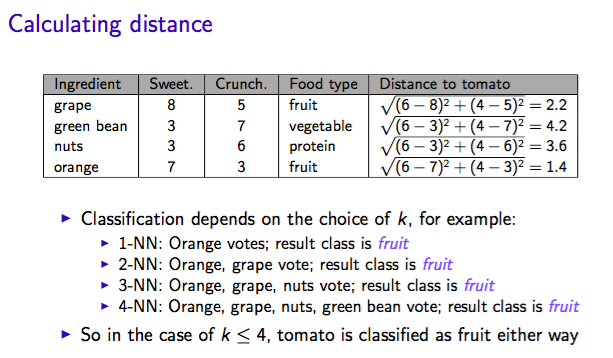 Calculating distance
Ingredient Sweet. Crunch. Food type Distance to tomato
grape 8 5 fruit √(6 − 8)² + (4 − 5)² = 2.2
green bean 3 7 vegetable √(6 − 3)² + (4 − 7)² = 4.2
nuts 3 6 protein √(6 − 3)² + (4 − 6)² = 3.6
orange 7 3 fruit √(6 − 7)² + (4 − 3)² = 1.4
▶ Classification depends on the choice of k, for example:
▶ 1-NN: Orange votes; result class is fruit
▶ 2-NN: Orange, grape vote; result class is fruit
▶ 3-NN: Orange, grape, nuts vote; result class is fruit
▶ 4-NN: Orange, grape, nuts, green bean vote; result class is fruit
▶ So in the case of k ≤ 4, tomato is classified as fruit either way